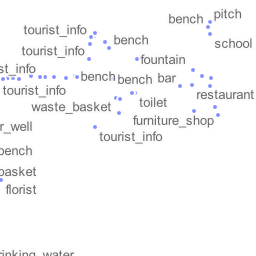 bench pitch
tourist_info
bench school
tourist_info
fountain
st_info
bench bench bar
tourist_info restaurant
waste_basket toilet
furniture_shop
r_well tourist_info
bench
basket
florist
rinking_water